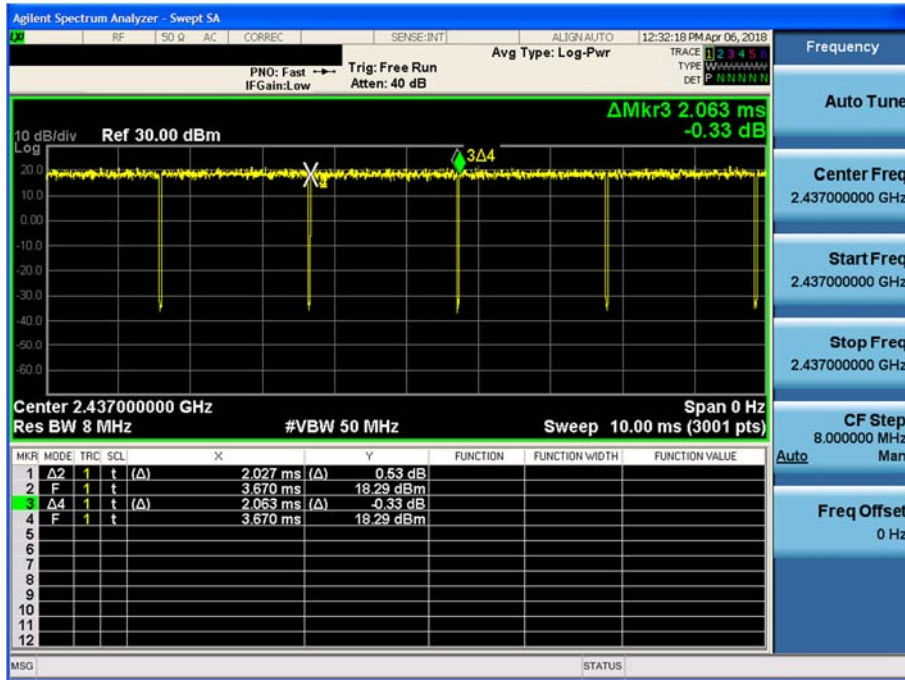 Agilent Spectrum Analyzer - Swept SA
RF 50 Ω AC CORREC SENSE:INT ALIGN AUTO 12:32:18 PM Apr 06, 2018
Frequency
PNO: Fast Trig: Free Run Avg Type: Log-Pwr TRACE 1 2 3 4 5 6
IFGain:Low Atten: 40 dB TYPE
DET P N N N N N
Auto Tune
ΔMkr3 2.063 ms
-0.33 dB
10 dB/div Ref 30.00 dBm
Log
3Δ4
20.0
10.0
0.00
-10.0
-20.0
-30.0
-40.0
-50.0
-60.0
Center Freq
2.437000000 GHz
Start Freq
2.437000000 GHz
Stop Freq
2.437000000 GHz
Center 2.437000000 GHz Span 0 Hz
Res BW 8 MHz #VBW 50 MHz Sweep 10.00 ms (3001 pts)
CF Step
8.000000 MHz
Auto Man
Freq Offset
0 Hz
MKR MODE TRC SCL X Y FUNCTION FUNCTION WIDTH FUNCTION VALUE
1 Δ2 1 t (Δ) 2.027 ms (Δ) 0.53 dB
2 F 1 t 3.670 ms 18.29 dBm
3 Δ4 1 t (Δ) 2.063 ms (Δ) -0.33 dB
4 F 1 t 3.670 ms 18.29 dBm
5
6
7
8
9
10
11
12
MSG STATUS